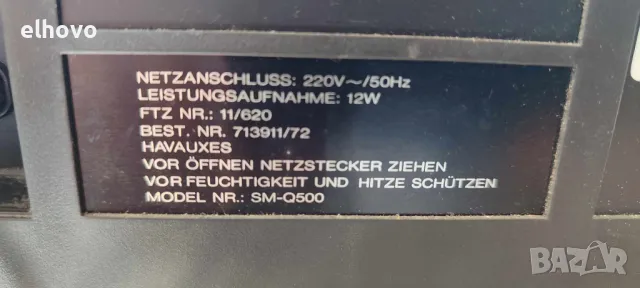 elhovo
NETZANSCHLUSS: 220V~/50Hz
LEISTUNGSAUFNAHME: 12W
FTZ NR.: 11/620
BEST. NR. 713911/72
HAVAUXES
VOR ÖFFNEN NETZSTECKER ZIEHEN
VOR FEUCHTIGKEIT UND HITZE SCHÜTZEN
MODEL NR.: SM-Q500
BAZAR